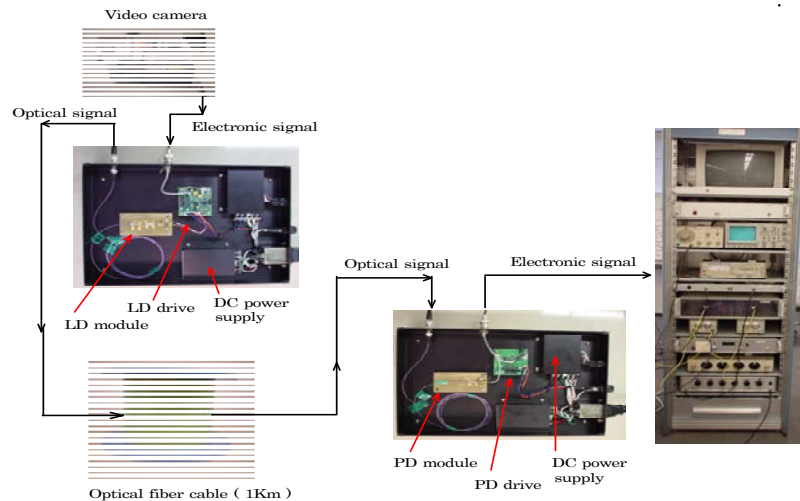 Video camera
Optical signal
Electronic signal
LD drive
DC power
supply
LD module
Optical signal
Electronic signal
PD module
PD drive
DC power
supply
Optical fiber cable ( 1Km )